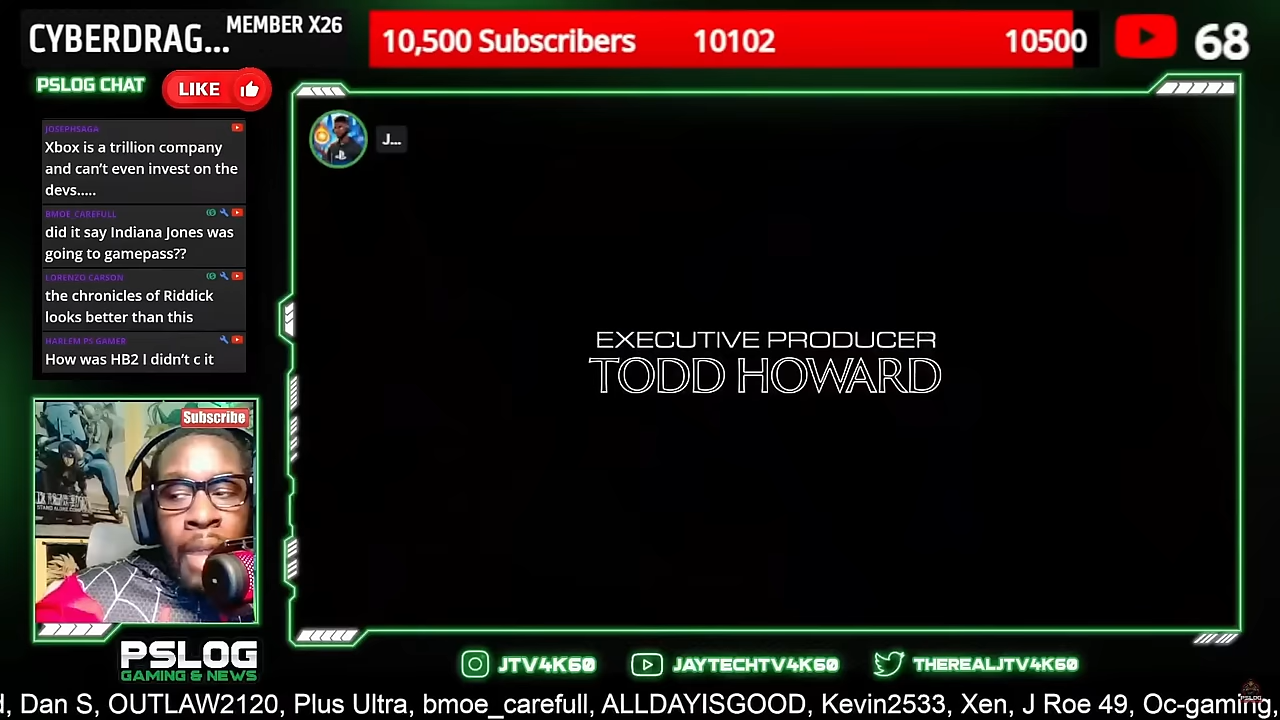 CYBERDRAG... MEMBER X26
10,500 Subscribers 10102 10500 68
PSLOG CHAT LIKE
JOSEPHSAGA
Xbox is a trillion company
and can’t even invest on the
devs.....
BMOE_CAREFULL
did it say Indiana Jones was
going to gamepass??
LORENZO CARSON
the chronicles of Riddick
looks better than this
HARLEM PS GAMER
How was HB2 I didn’t c it
J...
EXECUTIVE PRODUCER
TODD HOWARD
Subscribe
PSLOG
GAMING & NEWS
JTV4K60 JAYTECHTV4K60 THEREALJTV4K60
d, Dan S, OUTLAW2120, Plus Ultra, bmoe_carefull, ALLDAYISGOOD, Kevin2533, Xen, J Roe 49, Oc-gaming,